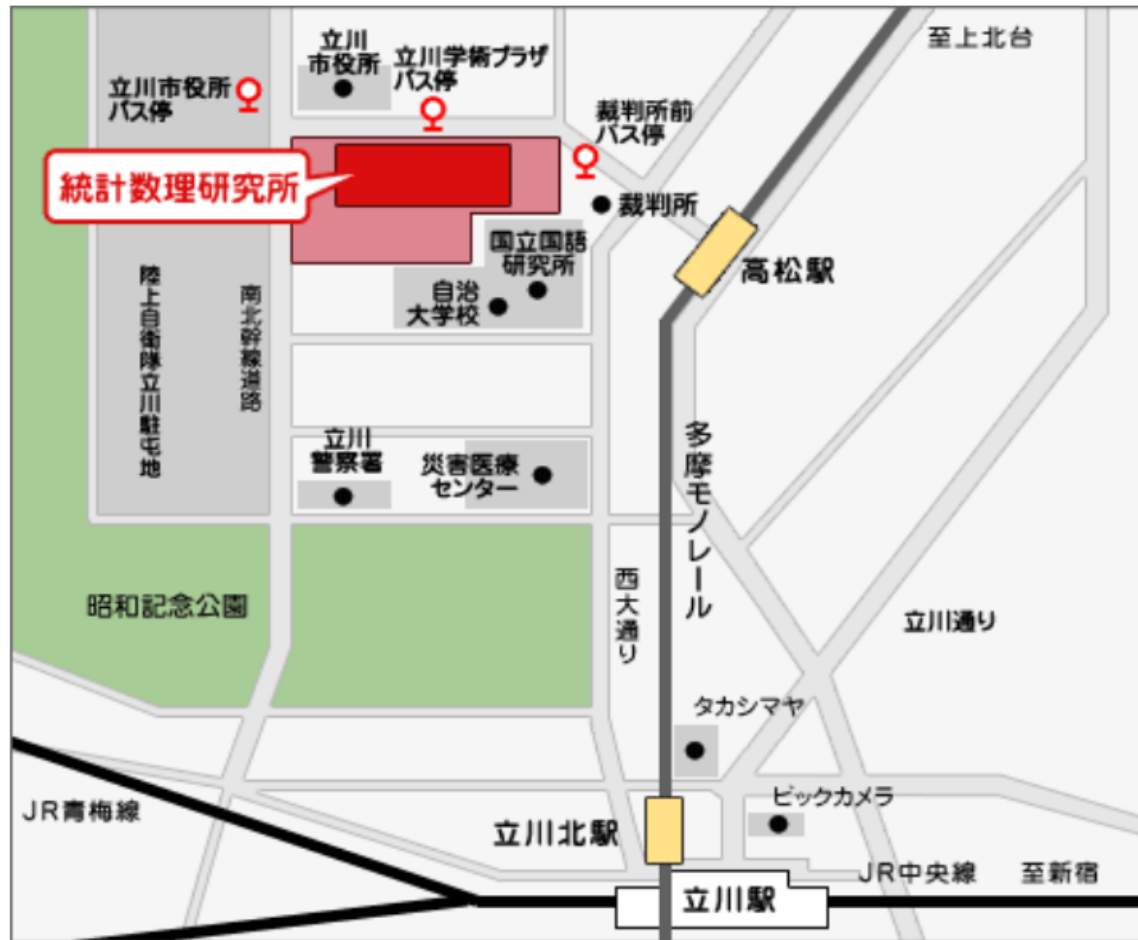 至上北台
立川
市役所
立川学術プラザ
バス停
立川市役所
バス停
裁判所前
バス停
統計数理研究所
裁判所
国立国語
研究所
高松駅
自治
大学校
陸上自衛隊立川駐屯地
南北幹線道路
立川
警察署
災害医療
センター
多摩モノレール
昭和記念公園
西大通り
立川通り
タカシマヤ
ビックカメラ
JR青梅線
立川北駅
JR中央線
至新宿
立川駅